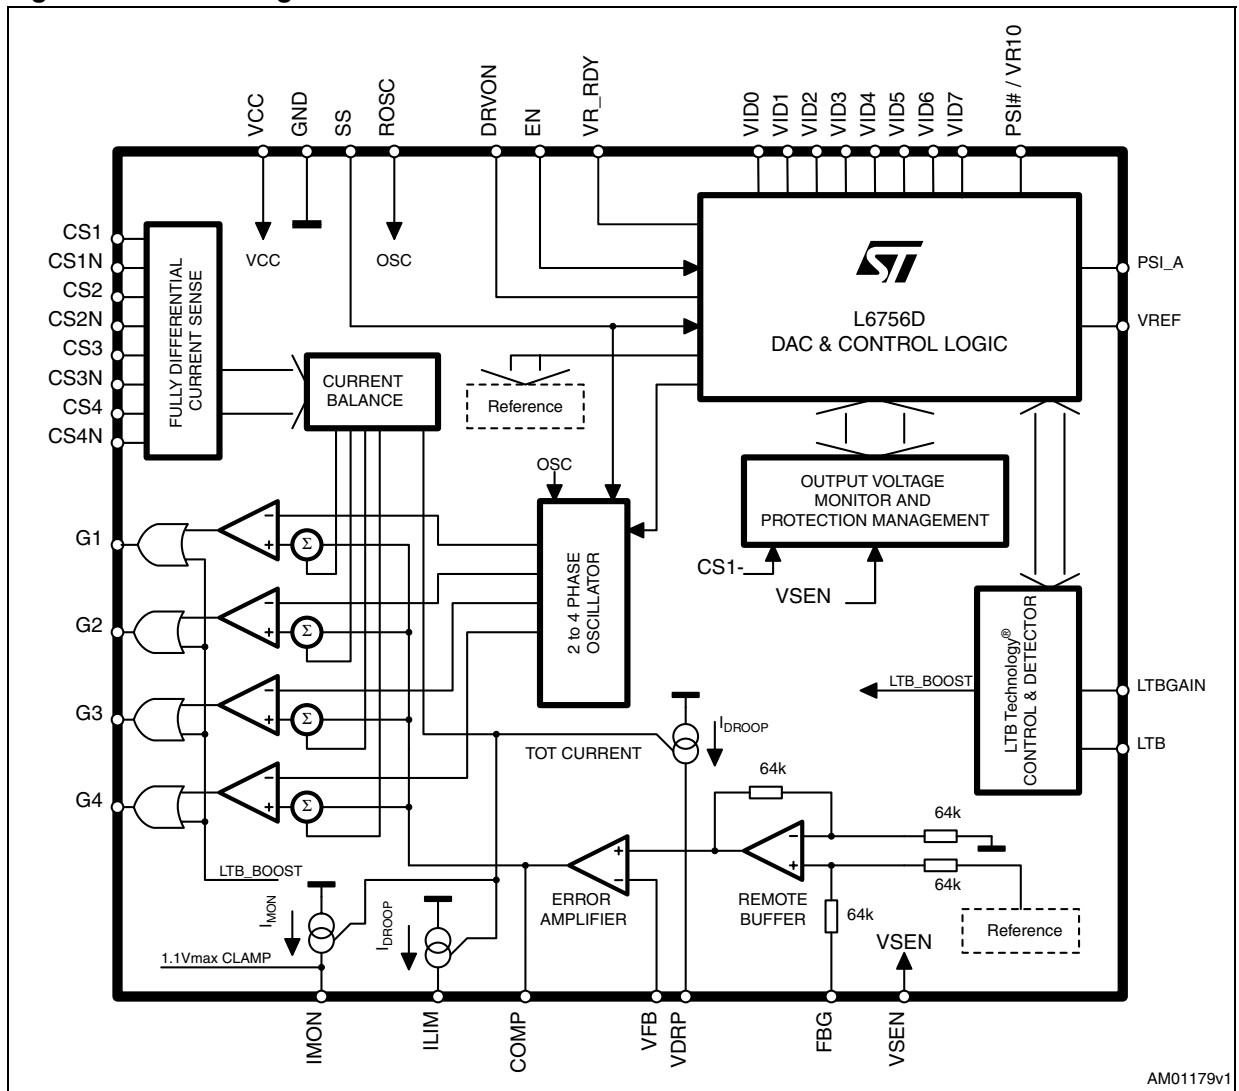 VCC
GND
SS
ROSC
DRVON
EN
VR_RDY
VID0
VID1
VID2
VID3
VID4
VID5
VID6
VID7
PSI# / VR10
CS1
CS1N
CS2
CS2N
CS3
CS3N
CS4
CS4N
FULLY DIFFERENTIAL
CURRENT SENSE
VCC
OSC
CURRENT
BALANCE
Reference
ST
L6756D
DAC & CONTROL LOGIC
PSI_A
VREF
OSC
2 to 4 PHASE
OSCILLATOR
OUTPUT VOLTAGE
MONITOR AND
PROTECTION MANAGEMENT
CS1-
VSEN
G1
G2
G3
G4
-
+
Σ
-
+
Σ
-
+
Σ
-
+
Σ
LTB_BOOST
LTB Technology®
CONTROL & DETECTOR
LTBGAIN
LTB
TOT CURRENT
IDROOP
64k
64k
64k
64k
+
-
-
+
ERROR
AMPLIFIER
REMOTE
BUFFER
Reference
VSEN
LTB_BOOST
IMON
IDROOP
1.1Vmax CLAMP
IMON
ILIM
COMP
VFB
VDRP
FBG
VSEN
AM01179v1